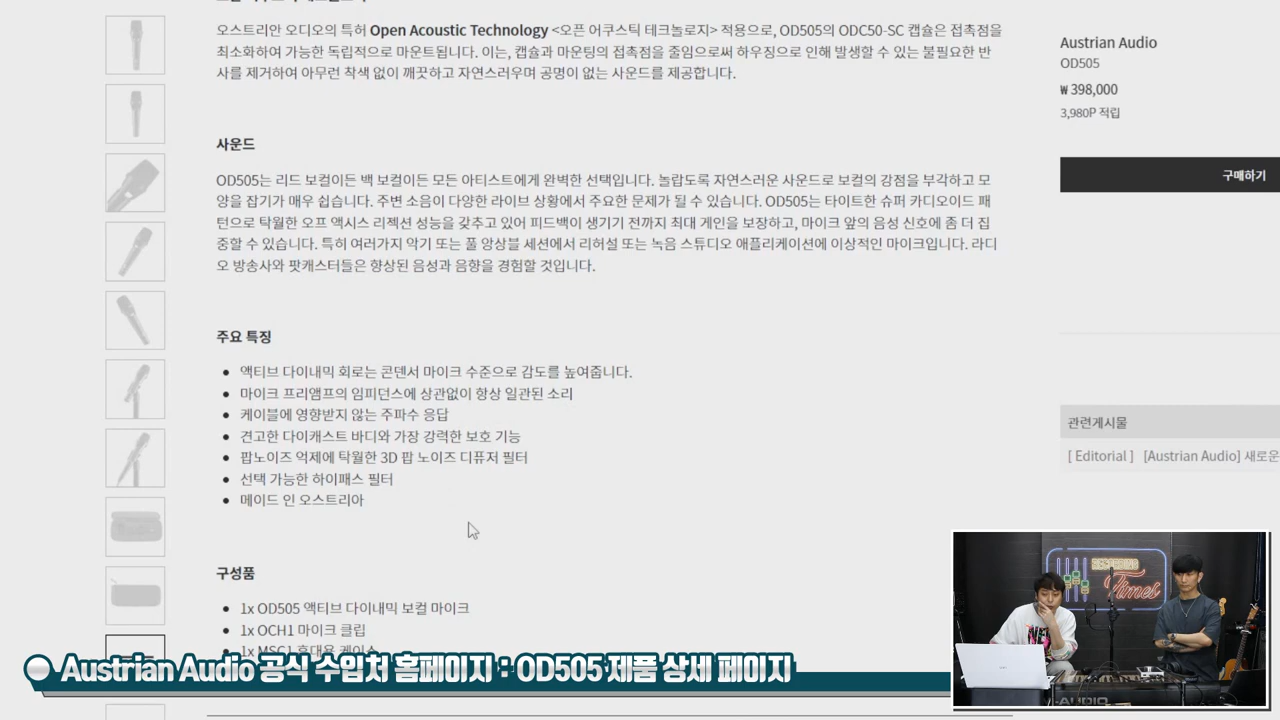 오스트리안 오디오의 특허 Open Acoustic Technology <오픈 어쿠스틱 테크놀로지> 적용으로, OD505의 ODC50-SC 캡슐은 접촉점을
최소화하여 가능한 독립적으로 마운트됩니다. 이는, 캡슐과 마운팅의 접촉점을 줄임으로써 하우징으로 인해 발생할 수 있는 불필요한 반
사를 제거하여 아무런 착색 없이 깨끗하고 자연스러우며 공명이 없는 사운드를 제공합니다.
사운드
OD505는 리드 보컬이든 백 보컬이든 모든 아티스트에게 완벽한 선택입니다. 놀랍도록 자연스러운 사운드로 보컬의 강점을 부각하고 모
양을 잡기가 매우 쉽습니다. 주변 소음이 다양한 라이브 상황에서 주요한 문제가 될 수 있습니다. OD505는 타이트한 슈퍼 카디오이드 패
턴으로 탁월한 오프 액시스 리젝션 성능을 갖추고 있어 피드백이 생기기 전까지 최대 게인을 보장하고, 마이크 앞의 음성 신호에 좀 더 집
중할 수 있습니다. 특히 여러가지 악기 또는 풀 앙상블 세션에서 리허설 또는 녹음 스튜디오 애플리케이션에 이상적인 마이크입니다. 라디
오 방송사와 팟캐스터들은 향상된 음성과 음향을 경험할 것입니다.
주요 특징
액티브 다이내믹 회로는 콘덴서 마이크 수준으로 감도를 높여줍니다.
마이크 프리앰프의 임피던스에 상관없이 항상 일관된 소리
케이블에 영향받지 않는 주파수 응답
견고한 다이캐스트 바디와 가장 강력한 보호 기능
팝노이즈 억제에 탁월한 3D 팝 노이즈 디퓨저 필터
선택 가능한 하이패스 필터
메이드 인 오스트리아
구성품
1x OD505 액티브 다이내믹 보컬 마이크
1x OCH1 마이크 클립
1x MSC1 휴대용 케이스
Austrian Audio
OD505
₩ 398,000
3,980P 적립
구매하기
관련게시물
[ Editorial ] [Austrian Audio] 새로운
Times
Austrian Audio 공식 수입처 홈페이지 : OD505 제품 상세 페이지